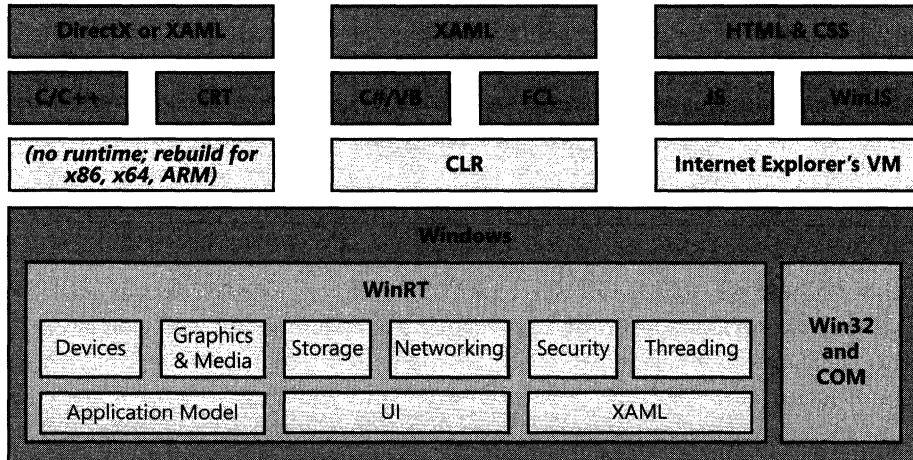 DirectX or XAML
XAML
HTML & CSS
C/C++
CRT
C#/VB
FCL
JS
WinJS
(no runtime; rebuild for
x86, x64, ARM)
CLR
Internet Explorer's VM
Windows
WinRT
Win32
and
COM
Devices
Graphics
& Media
Storage
Networking
Security
Threading
Application Model
UI
XAML